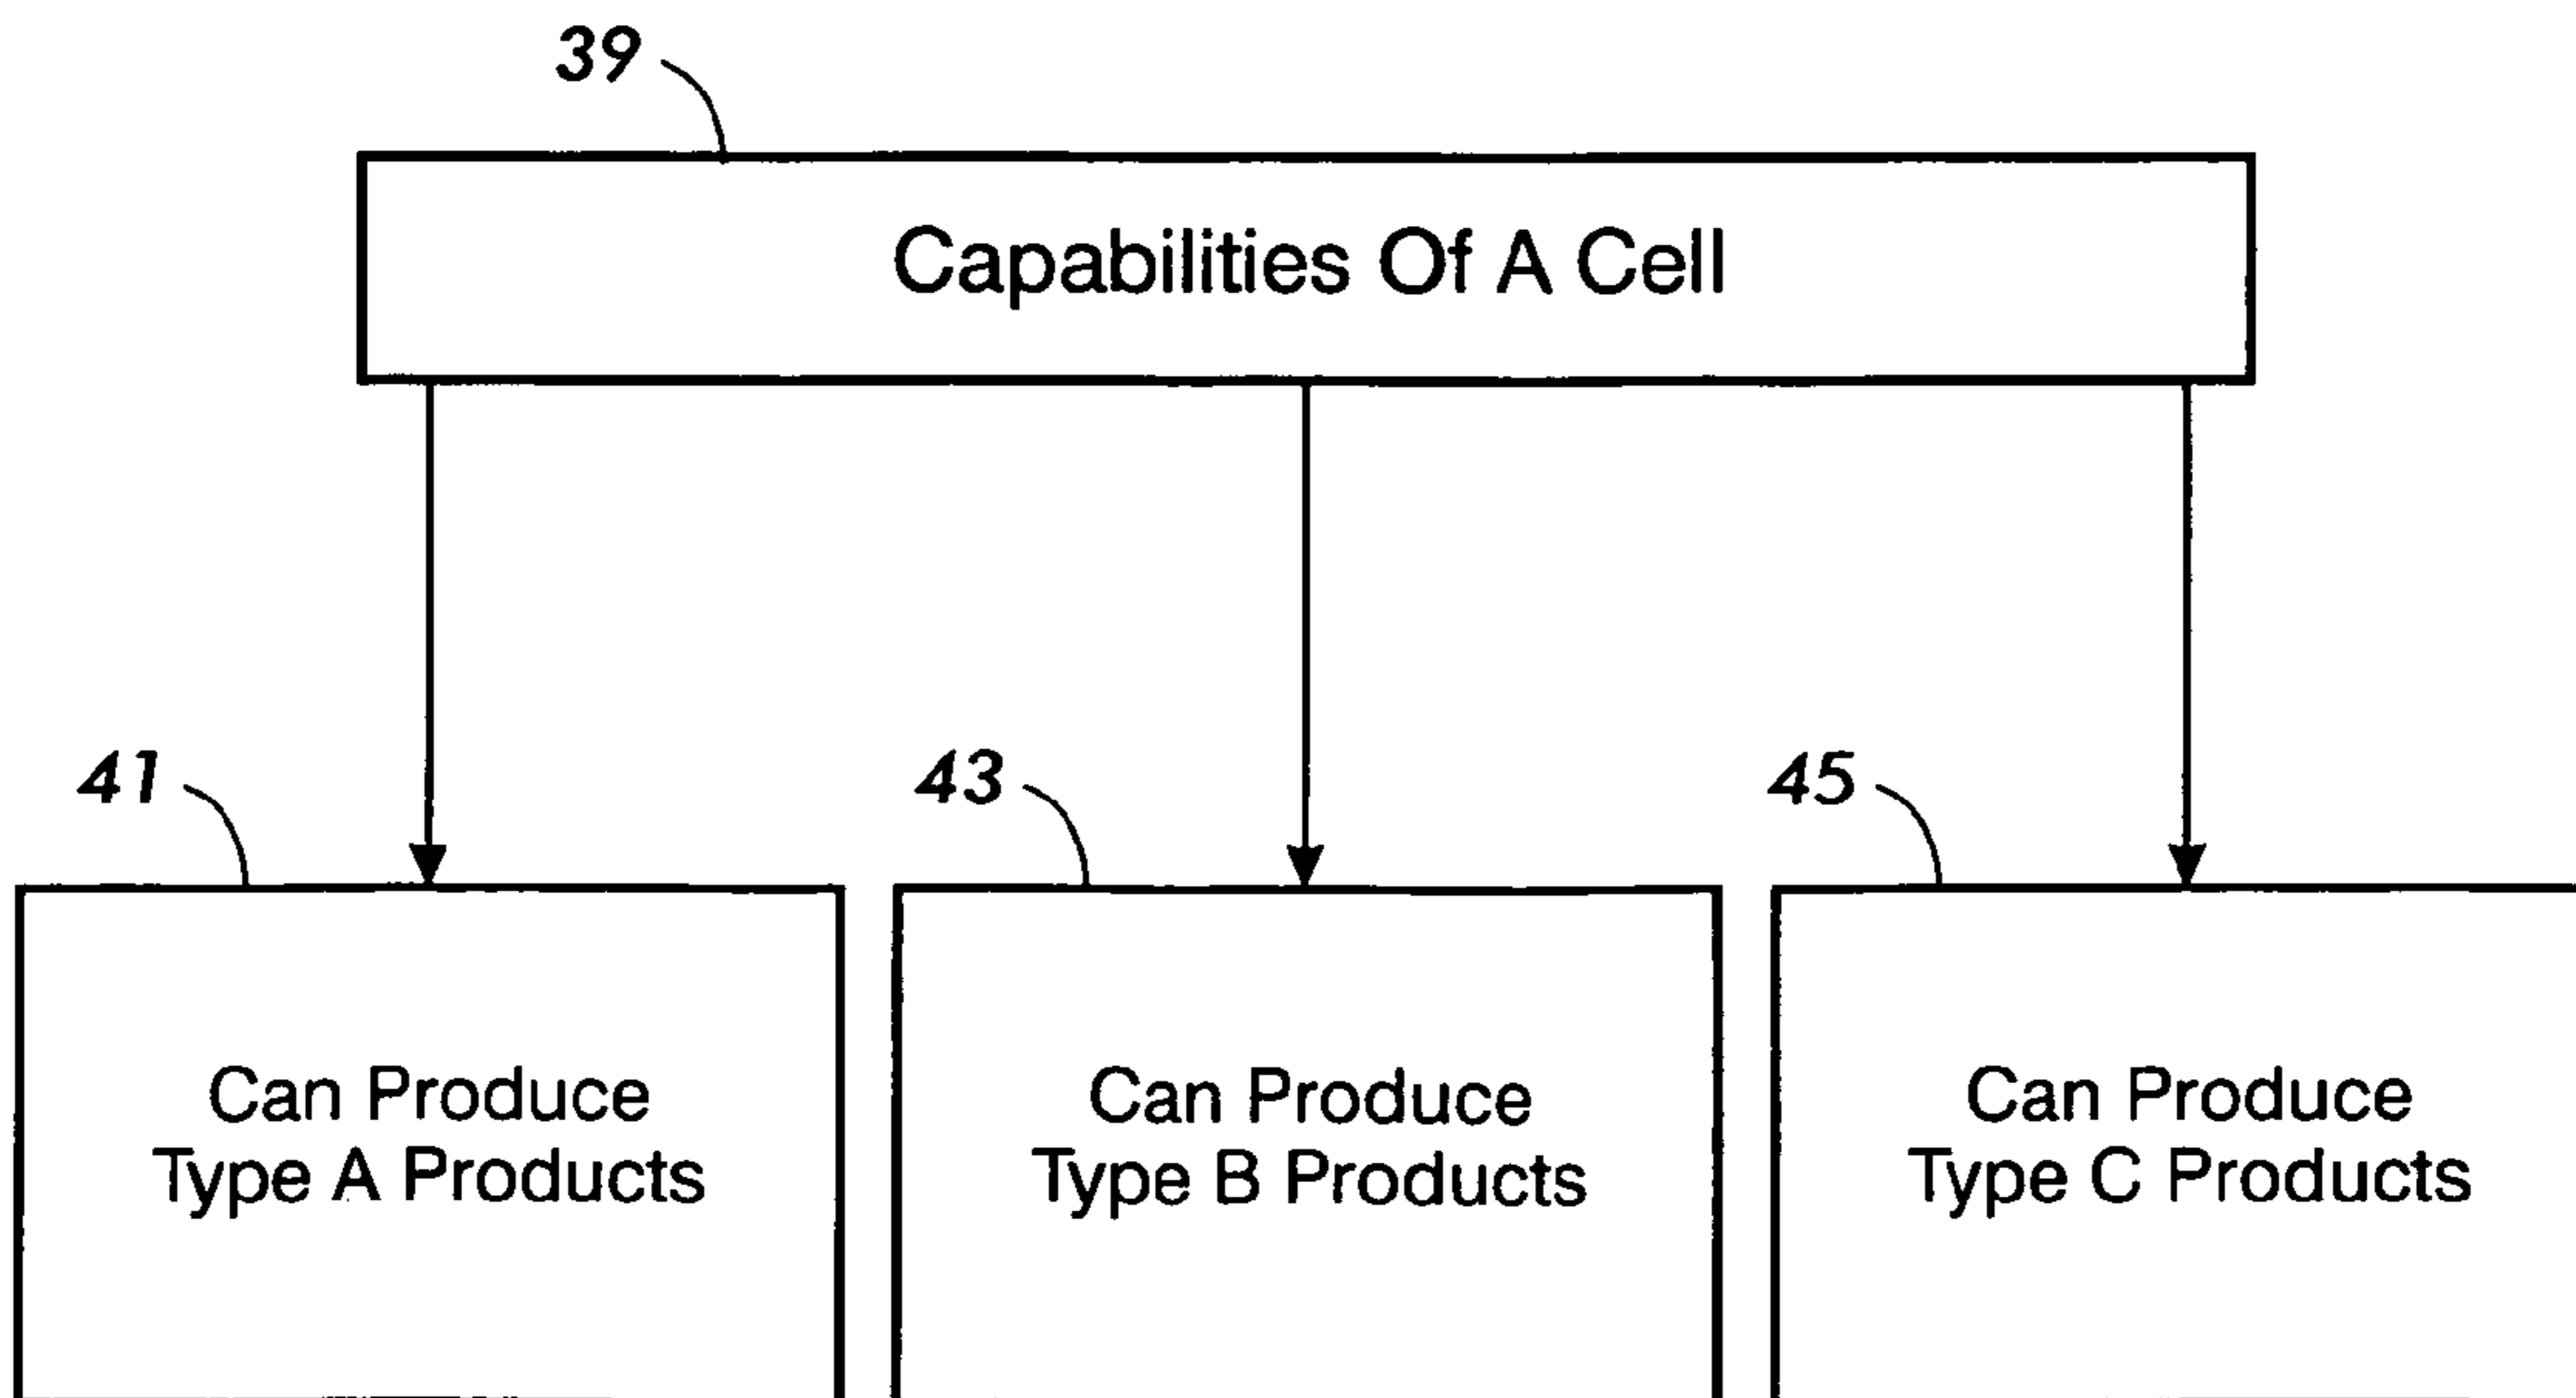 39
Capabilities Of A Cell
41
43
45
Can Produce
Type A Products
Can Produce
Type B Products
Can Produce
Type C Products